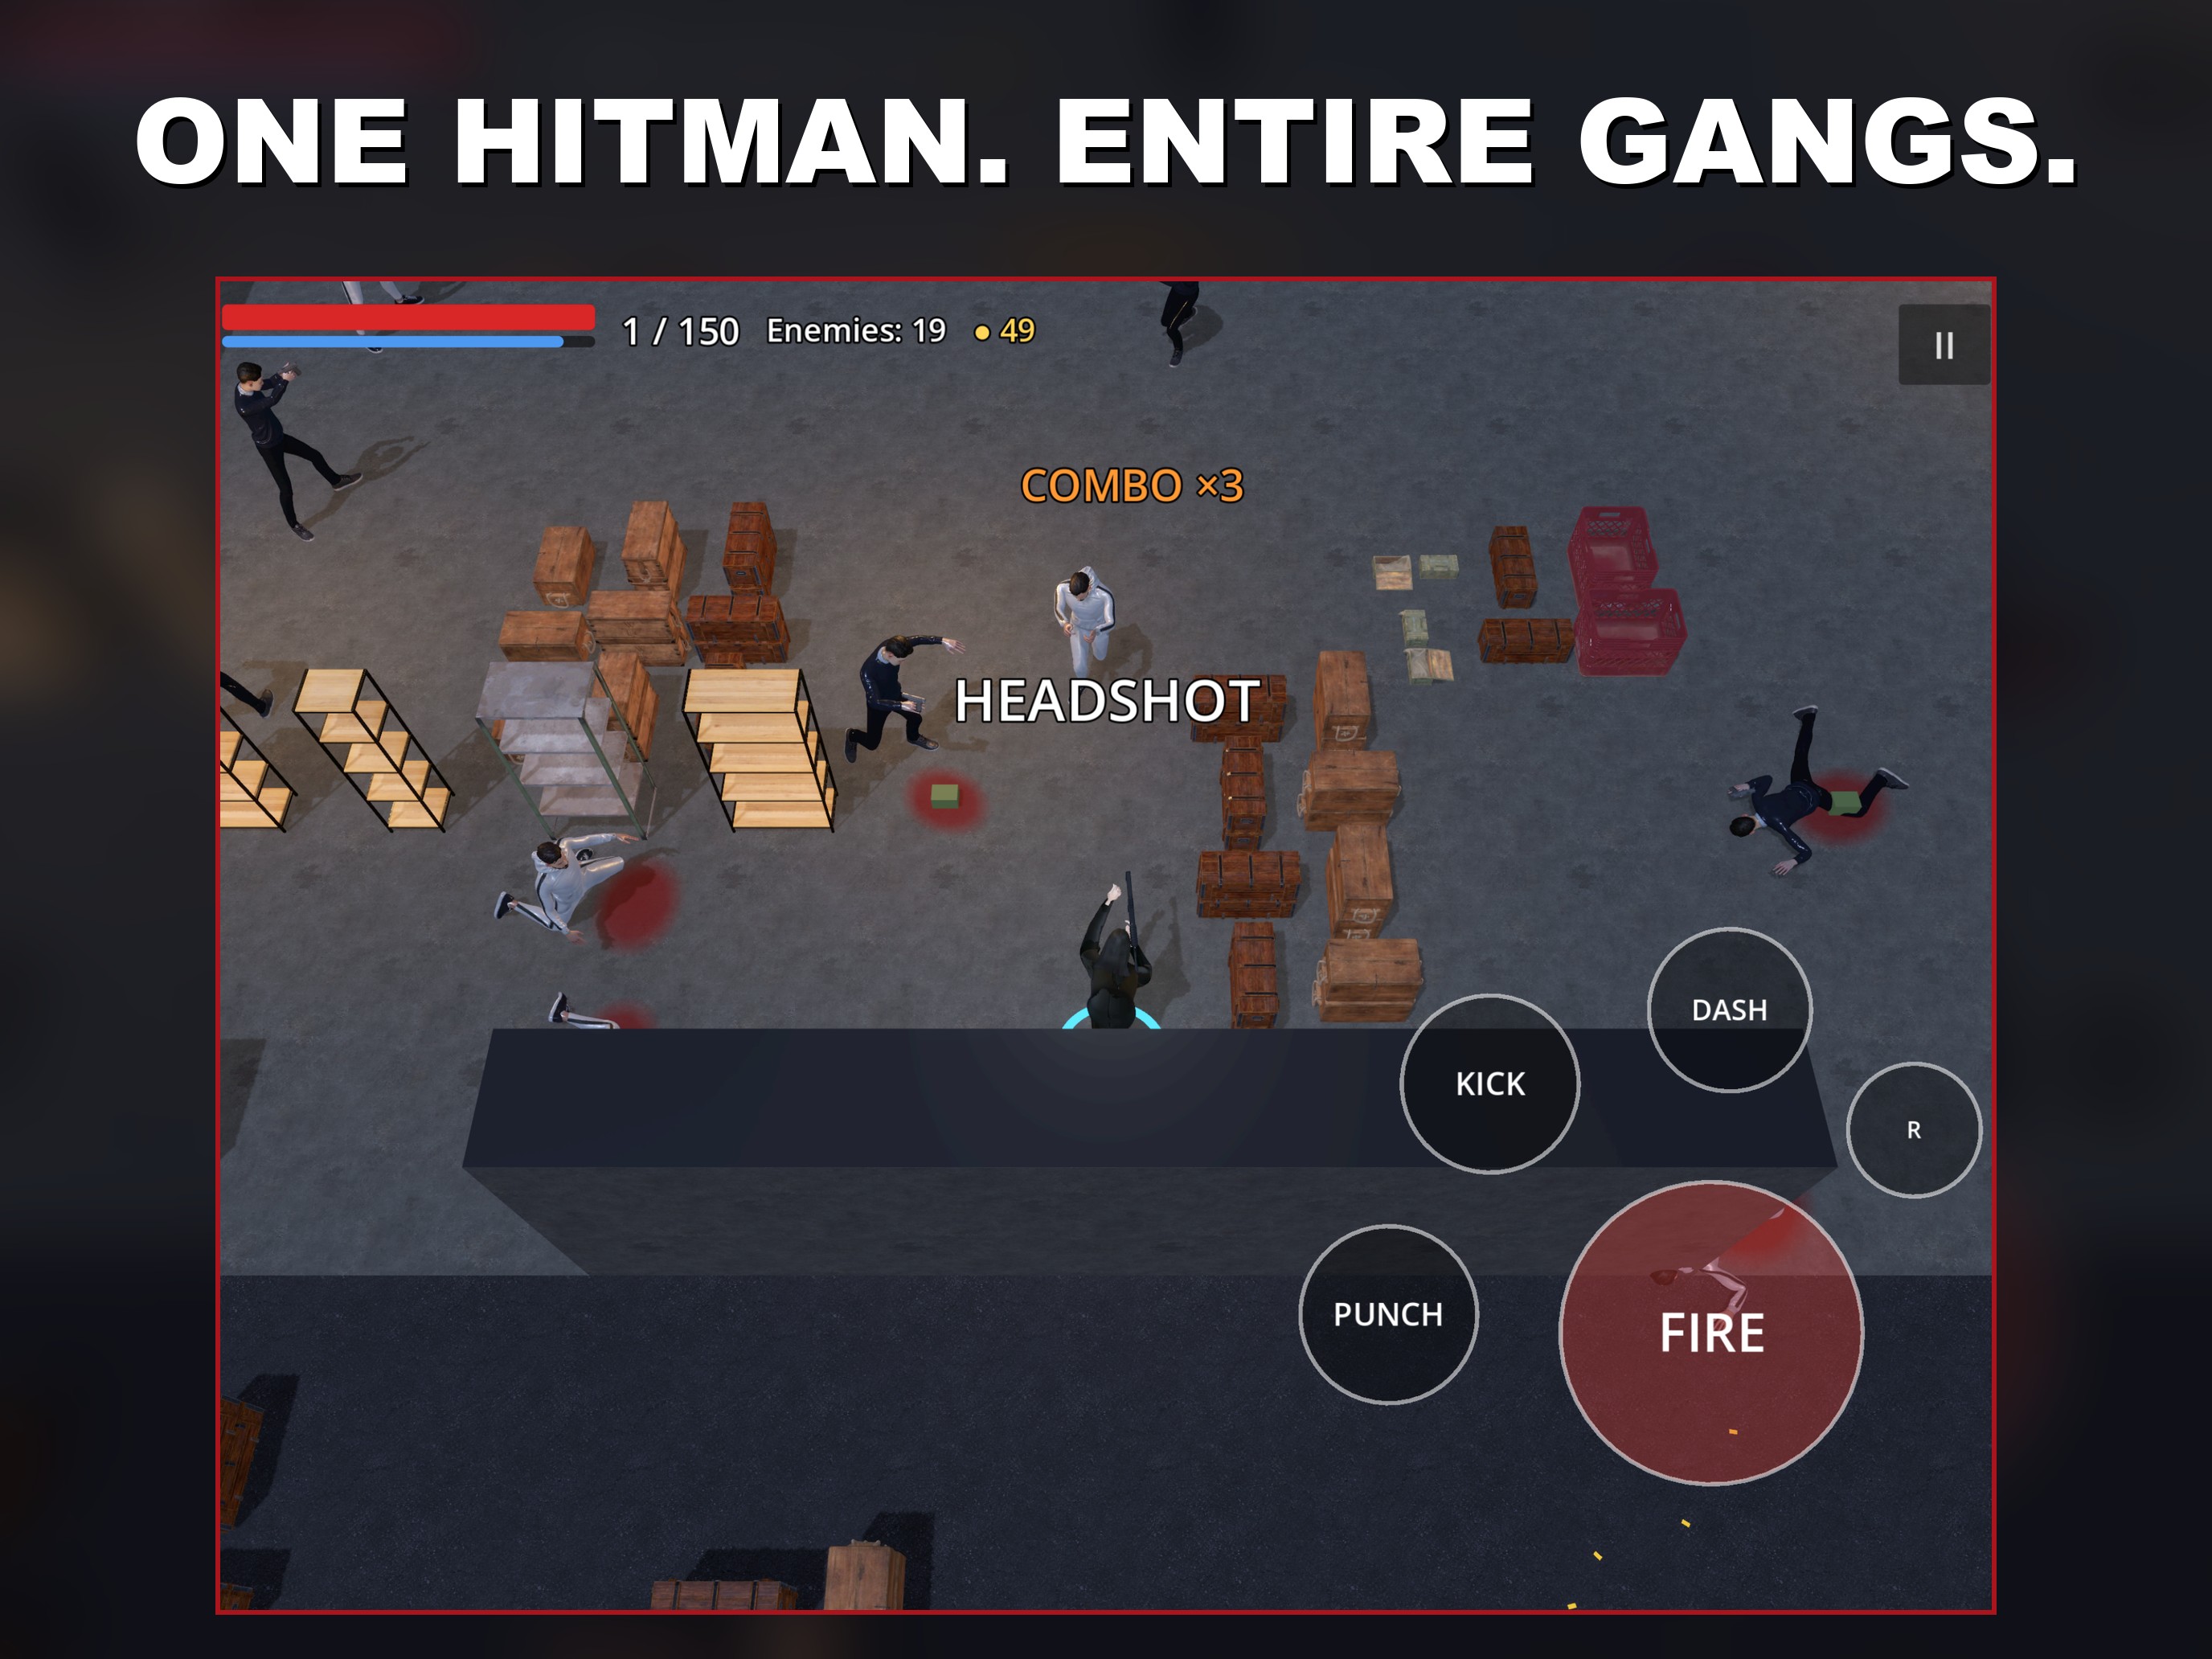 ONE HITMAN. ENTIRE GANGS.
1 / 150 Enemies: 19 49
COMBO ×3
HEADSHOT
DASH
KICK
R
PUNCH
FIRE